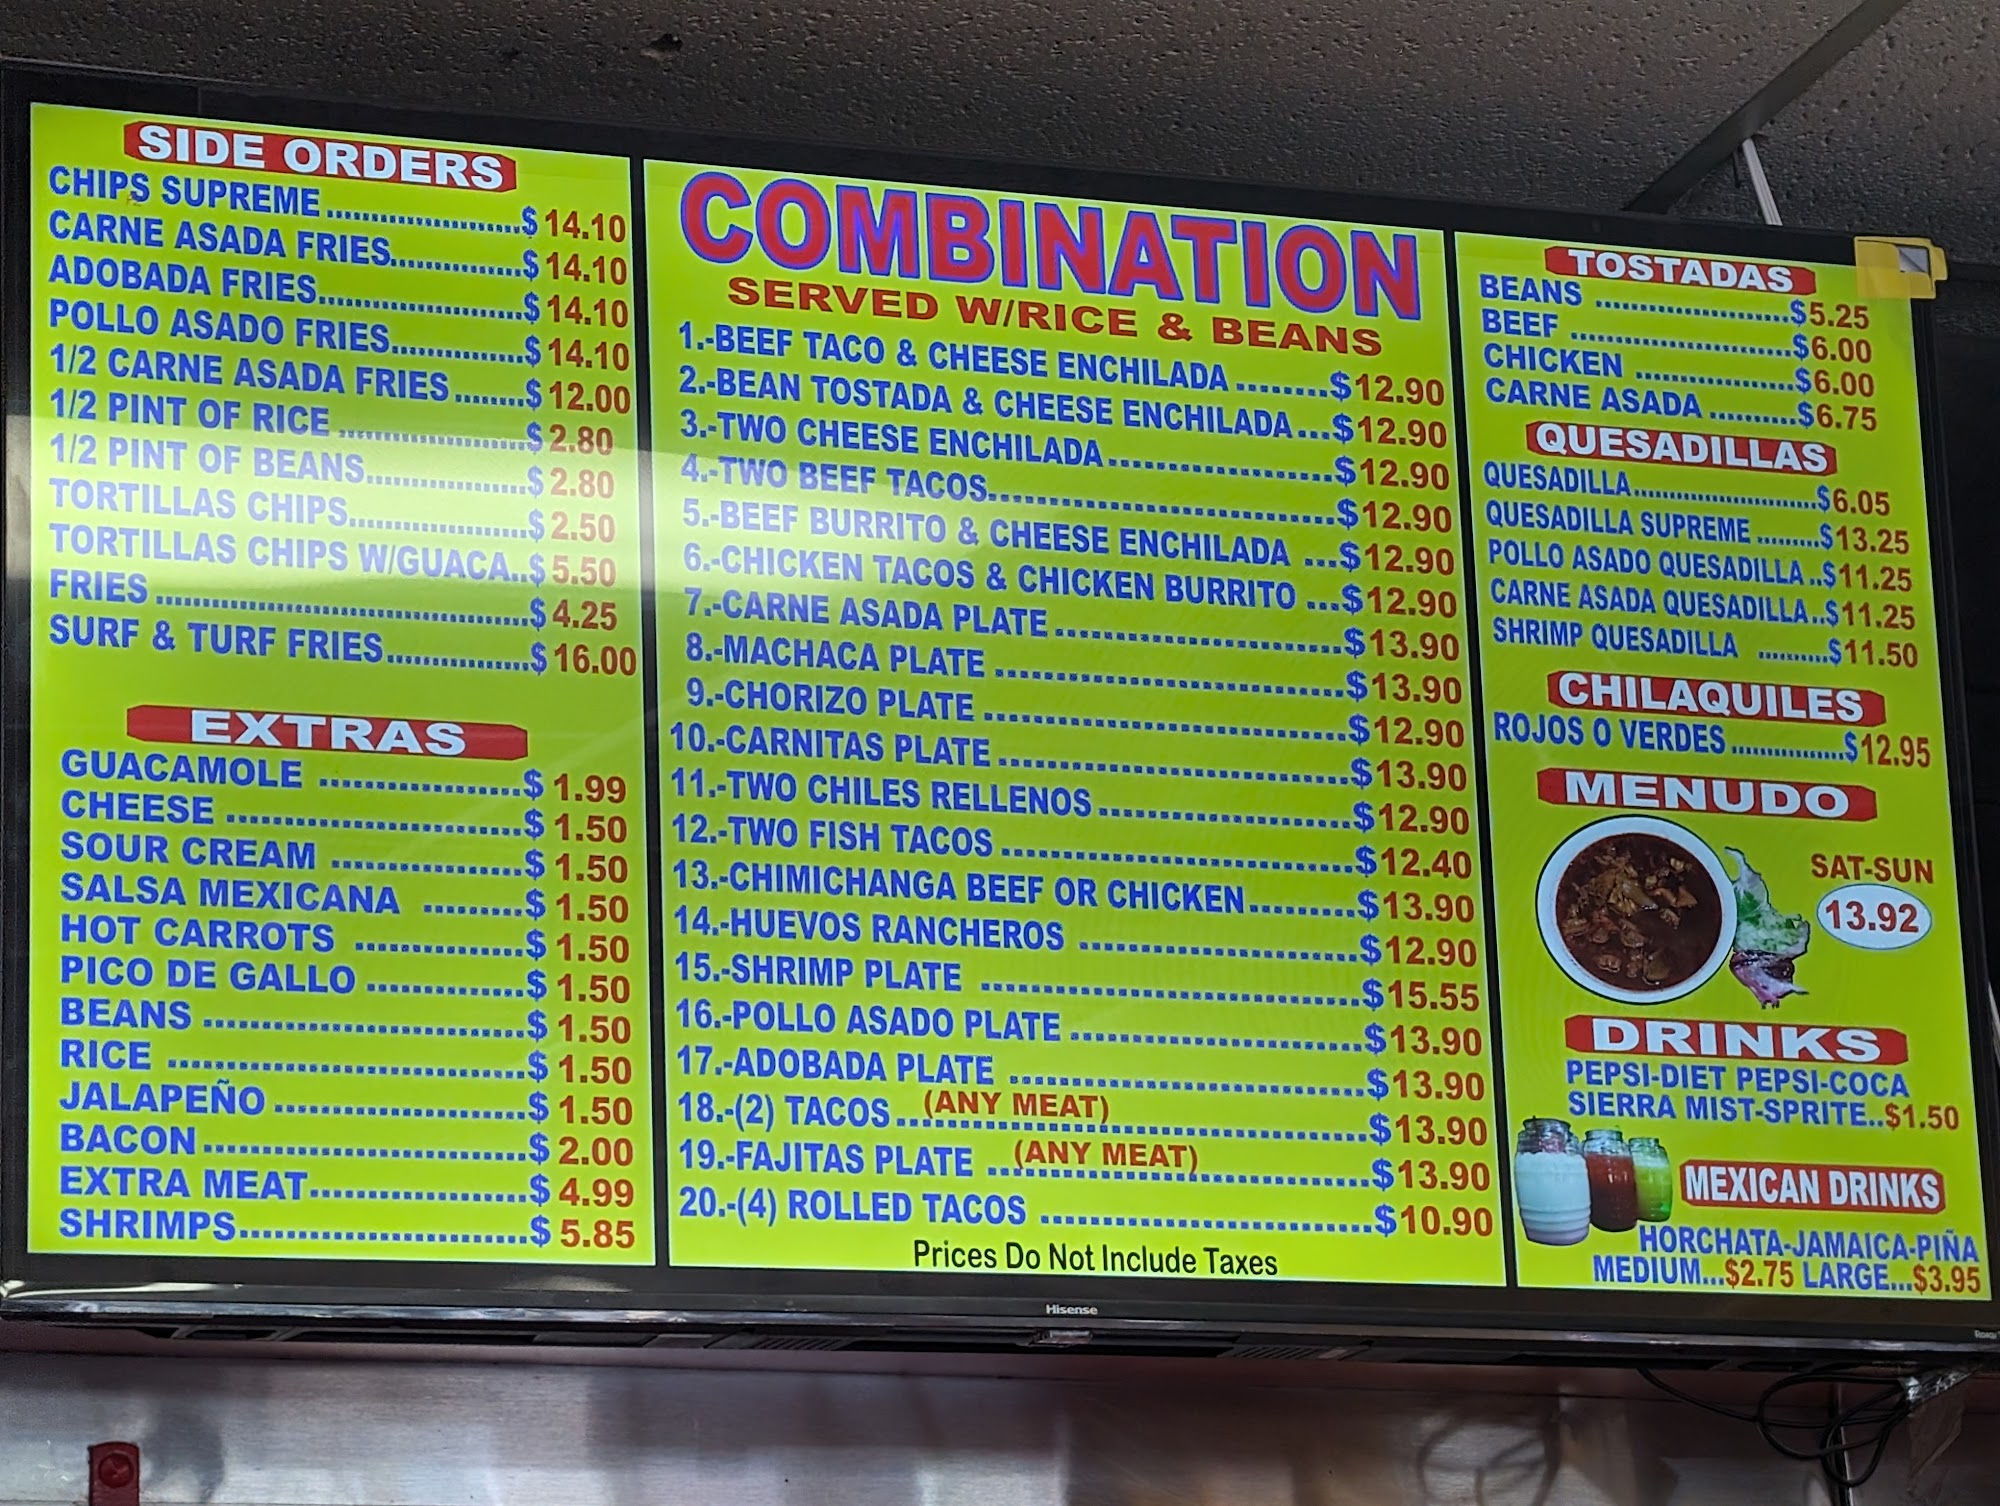 SIDE ORDERS
CHIPS SUPREME.......................$ 14.10
CARNE ASADA FRIES...............$ 14.10
ADOBADA FRIES.......................$ 14.10
POLLO ASADO FRIES...............$ 14.10
1/2 CARNE ASADA FRIES ........$ 12.00
1/2 PINT OF RICE .......................$ 2.80
1/2 PINT OF BEANS....................$ 2.80
TORTILLAS CHIPS......................$ 2.50
TORTILLAS CHIPS W/GUACA..$ 5.50
FRIES ..........................................$ 4.25
SURF & TURF FRIES................$ 16.00
EXTRAS
GUACAMOLE ....................$ 1.99
CHEESE .............................$ 1.50
SOUR CREAM ...................$ 1.50
SALSA MEXICANA ..........$ 1.50
HOT CARROTS .................$ 1.50
PICO DE GALLO ................$ 1.50
BEANS ................................$ 1.50
RICE ....................................$ 1.50
JALAPEÑO .........................$ 1.50
BACON................................$ 2.00
EXTRA MEAT......................$ 4.99
SHRIMPS.............................$ 5.85
COMBINATION
SERVED W/RICE & BEANS
1.-BEEF TACO & CHEESE ENCHILADA ........$12.90
2.-BEAN TOSTADA & CHEESE ENCHILADA...$12.90
3.-TWO CHEESE ENCHILADA......................$12.90
4.-TWO BEEF TACOS.................................$12.90
5.-BEEF BURRITO & CHEESE ENCHILADA ...$12.90
6.-CHICKEN TACOS & CHICKEN BURRITO ...$12.90
7.-CARNE ASADA PLATE............................$13.90
8.-MACHACA PLATE .................................$13.90
9.-CHORIZO PLATE ..................................$12.90
10.-CARNITAS PLATE .................................$13.90
11.-TWO CHILES RELLENOS........................$12.90
12.-TWO FISH TACOS .................................$12.40
13.-CHIMICHANGA BEEF OR CHICKEN.........$13.90
14.-HUEVOS RANCHEROS ..........................$12.90
15.-SHRIMP PLATE ....................................$15.55
16.-POLLO ASADO PLATE ...........................$13.90
17.-ADOBADA PLATE .................................$13.90
18.-(2) TACOS...(ANY MEAT)........................$13.90
19.-FAJITAS PLATE ...(ANY MEAT)................$13.90
20.-(4) ROLLED TACOS ...............................$10.90
Prices Do Not Include Taxes
TOSTADAS
BEANS ......................$5.25
BEEF .........................$6.00
CHICKEN ..................$6.00
CARNE ASADA ..........$6.75
QUESADILLAS
QUESADILLA........................$6.05
QUESADILLA SUPREME .........$13.25
POLLO ASADO QUESADILLA ..$11.25
CARNE ASADA QUESADILLA..$11.25
SHRIMP QUESADILLA ..........$11.50
CHILAQUILES
ROJOS O VERDES ...............$12.95
MENUDO
SAT-SUN
13.92
DRINKS
PEPSI-DIET PEPSI-COCA
SIERRA MIST-SPRITE..$1.50
MEXICAN DRINKS
HORCHATA-JAMAICA-PIÑA
MEDIUM...$2.75 LARGE...$3.95
Hisense